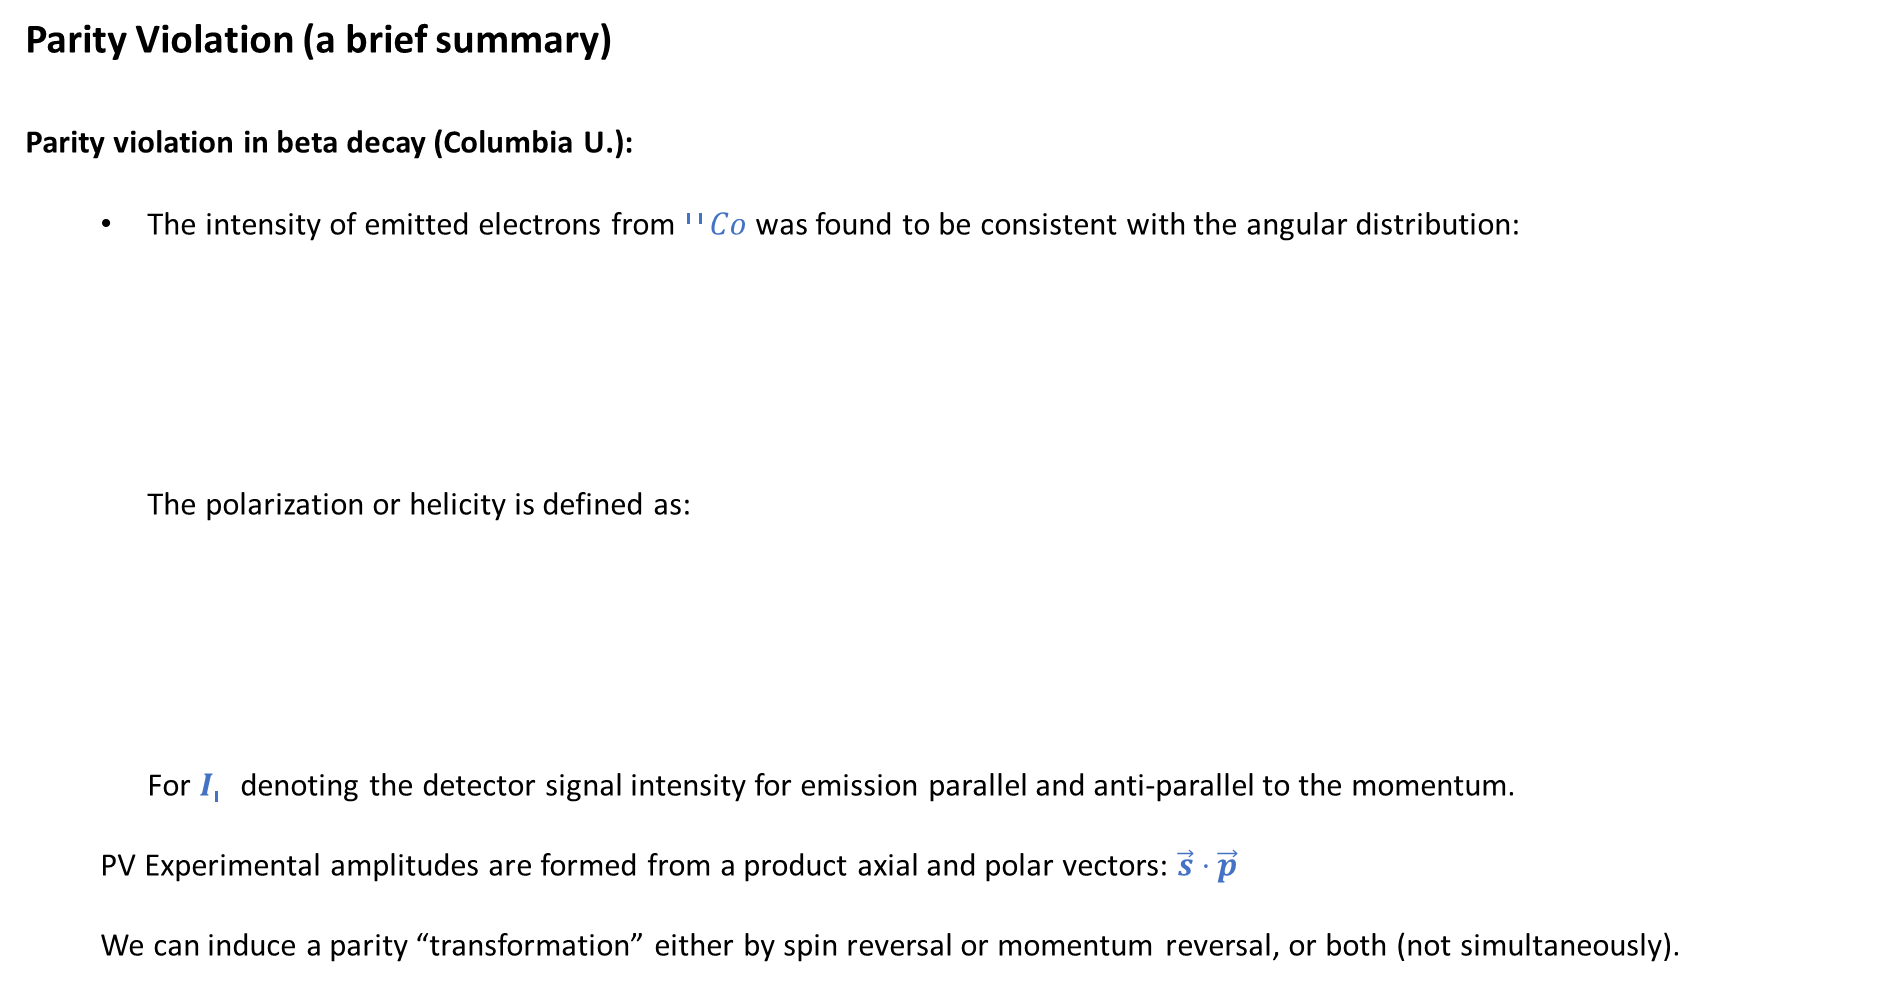 Parity Violation (a brief summary)
Parity violation in beta decay (Columbia U.):
• The intensity of emitted electrons from ᑊᑊCo was found to be consistent with the angular distribution:
The polarization or helicity is defined as:
For I denoting the detector signal intensity for emission parallel and anti-parallel to the momentum.
PV Experimental amplitudes are formed from a product axial and polar vectors: s⃗ · p⃗
We can induce a parity “transformation” either by spin reversal or momentum reversal, or both (not simultaneously).